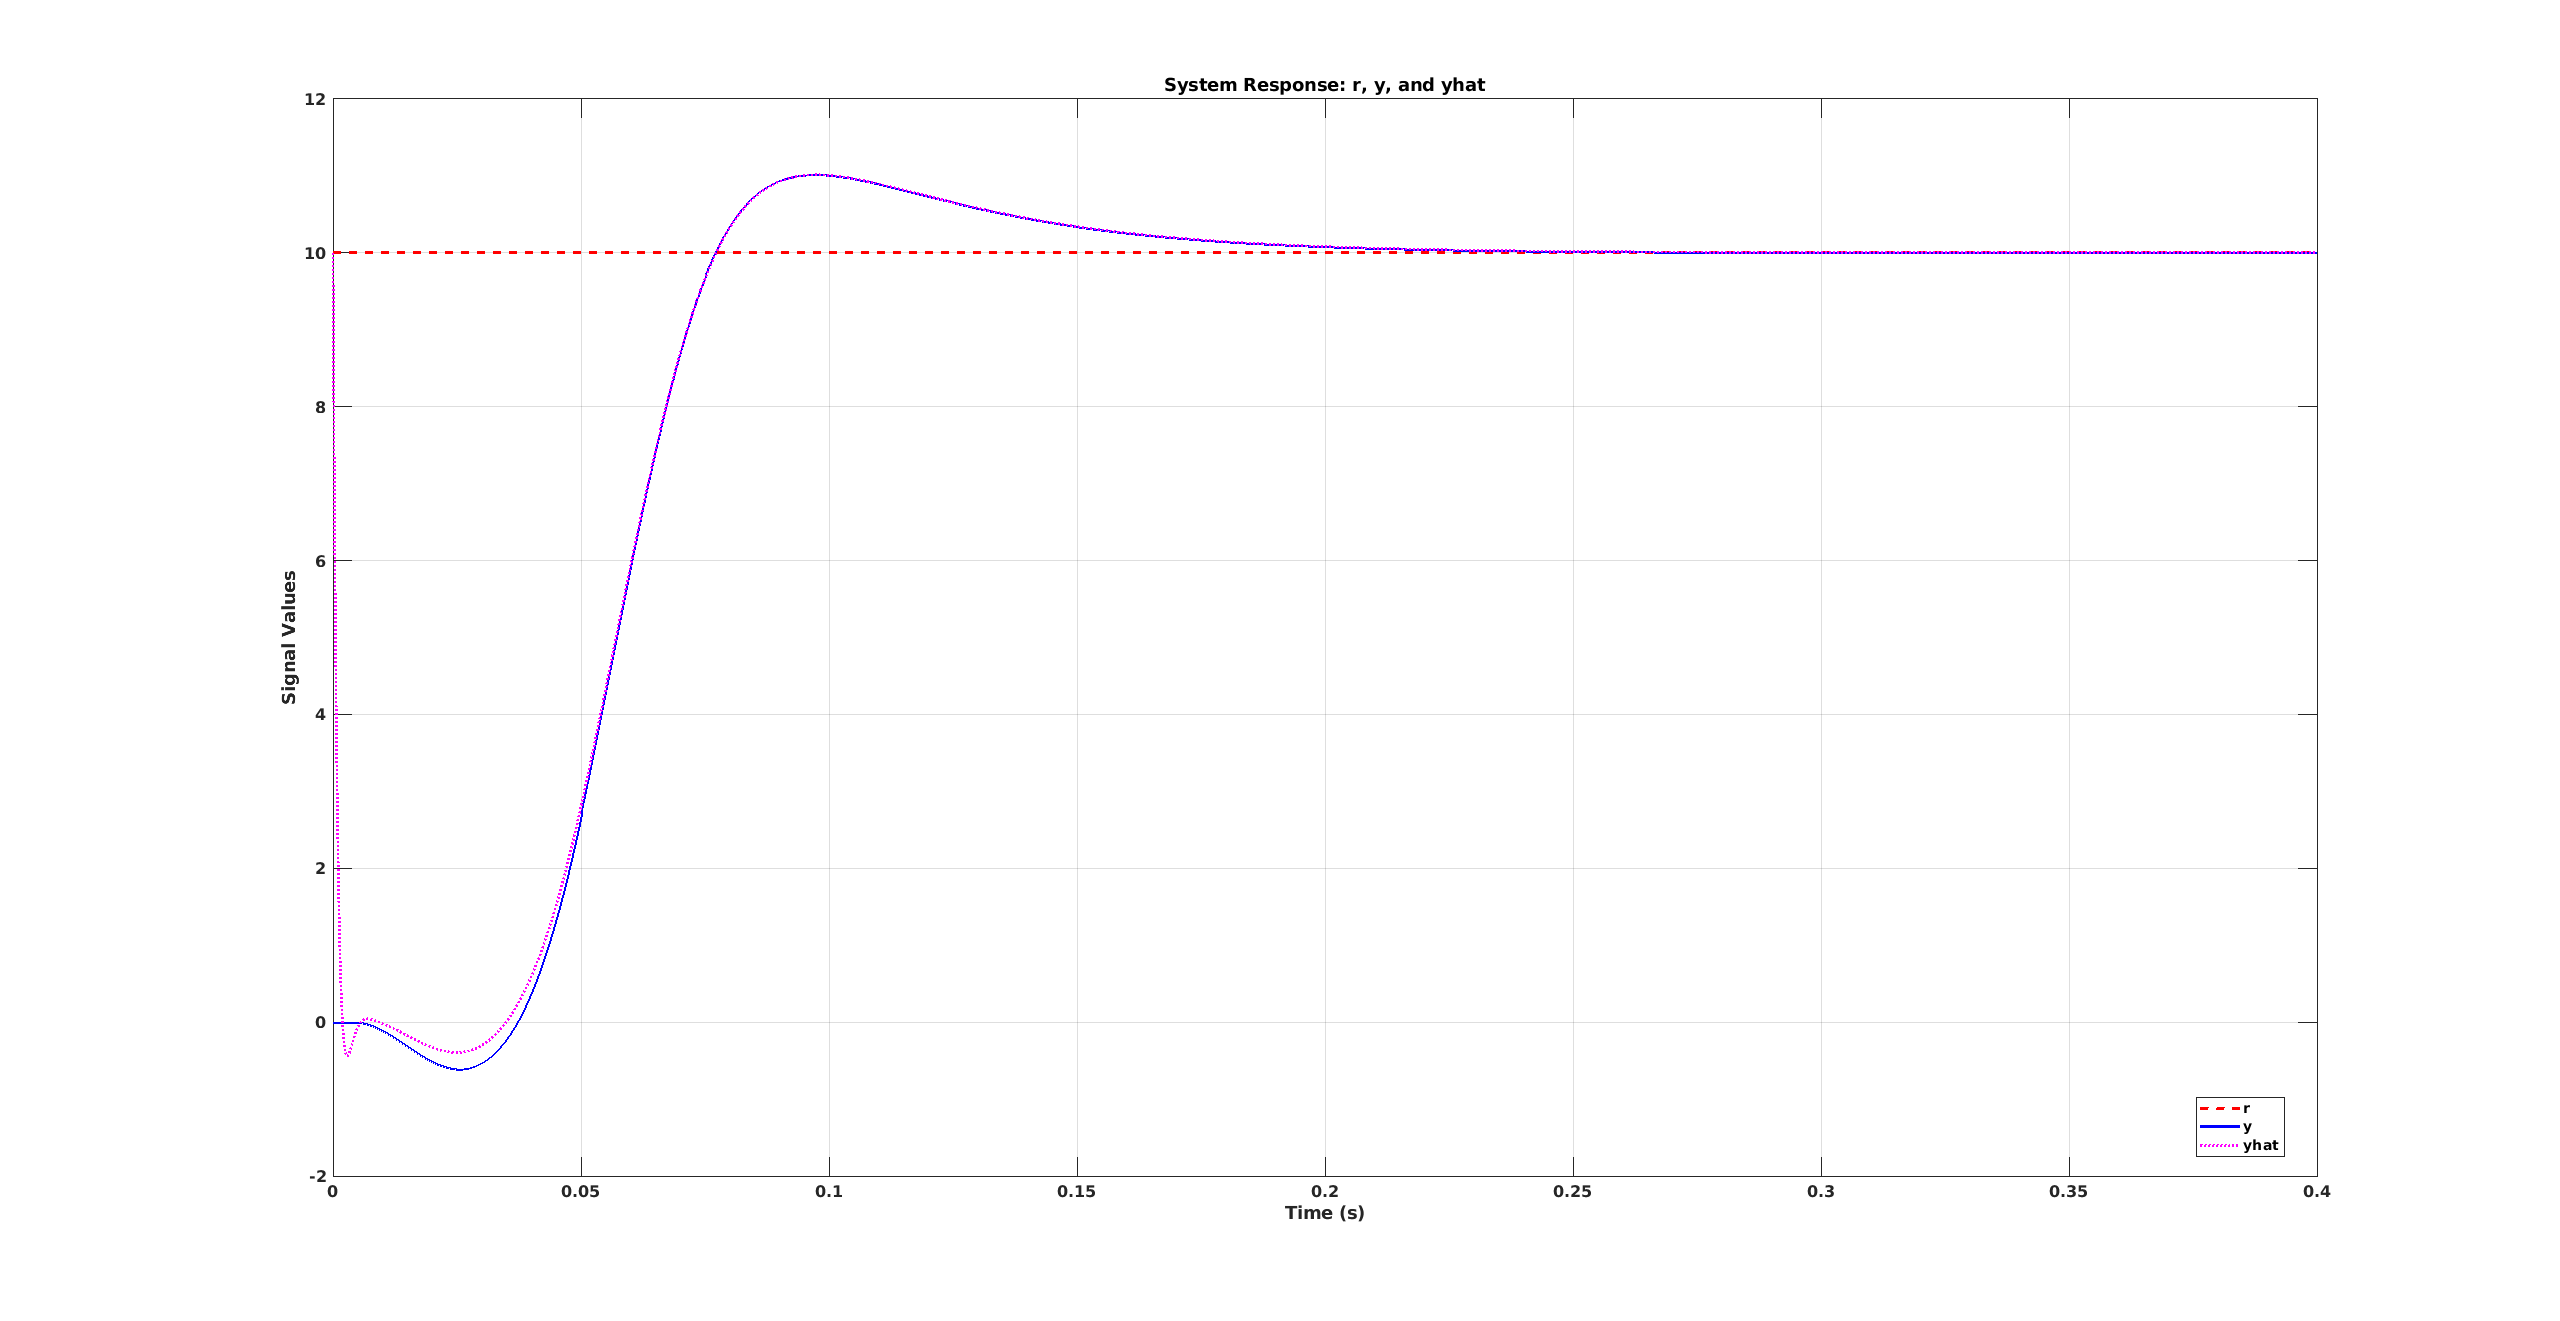 System Response: r, y, and yhat
12
10
8
6
4
2
0
-2
Signal Values
0 0.05 0.1 0.15 0.2 0.25 0.3 0.35 0.4
Time (s)
r
y
yhat